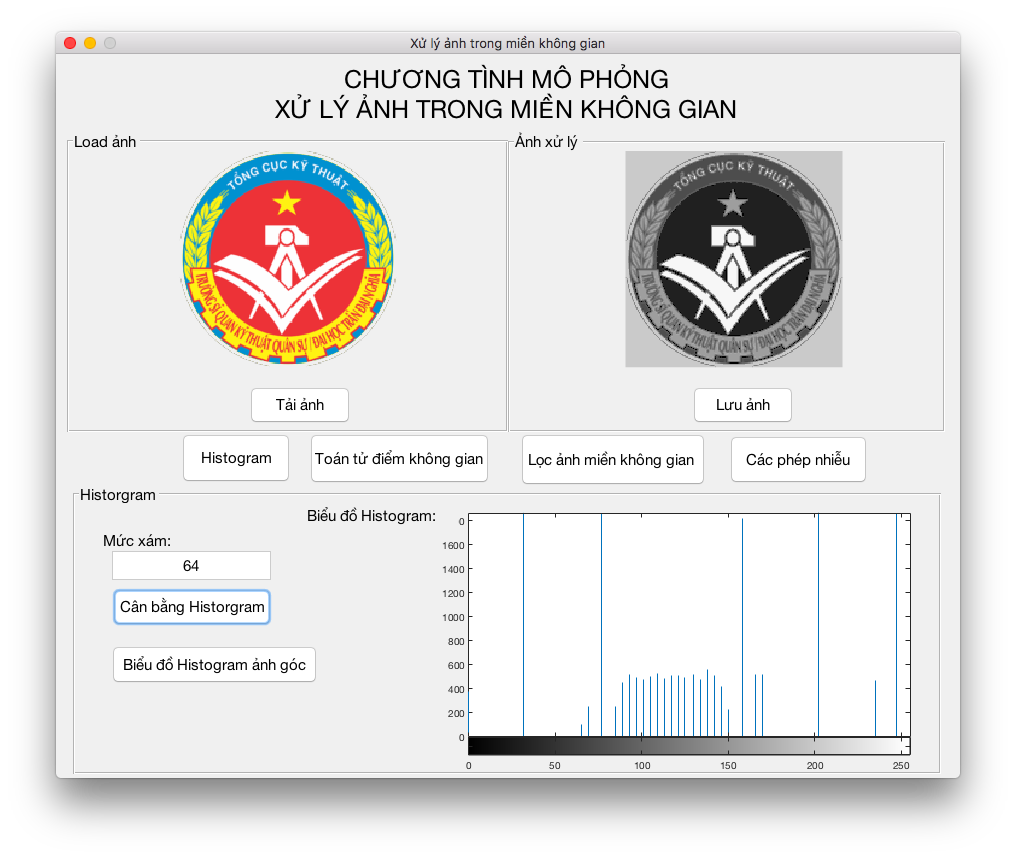 Xử lý ảnh trong miền không gian
CHƯƠNG TÌNH MÔ PHỎNG
XỬ LÝ ẢNH TRONG MIỀN KHÔNG GIAN
Load ảnh
TỔNG CỤC KỸ THUẬT
TRƯỜNG SĨ QUAN KỸ THUẬT QUÂN SỰ / ĐẠI HỌC TRẦN ĐẠI NGHĨA
Tải ảnh
Ảnh xử lý
TỔNG CỤC KỸ THUẬT
TRƯỜNG SĨ QUAN KỸ THUẬT QUÂN SỰ / ĐẠI HỌC TRẦN ĐẠI NGHĨA
Lưu ảnh
Histogram
Toán tử điểm không gian
Lọc ảnh miền không gian
Các phép nhiễu
Historgram
Mức xám:
64
Cân bằng Historgram
Biểu đồ Histogram ảnh góc
Biểu đồ Histogram:
0
1600
1400
1200
1000
800
600
400
200
0
0 50 100 150 200 250